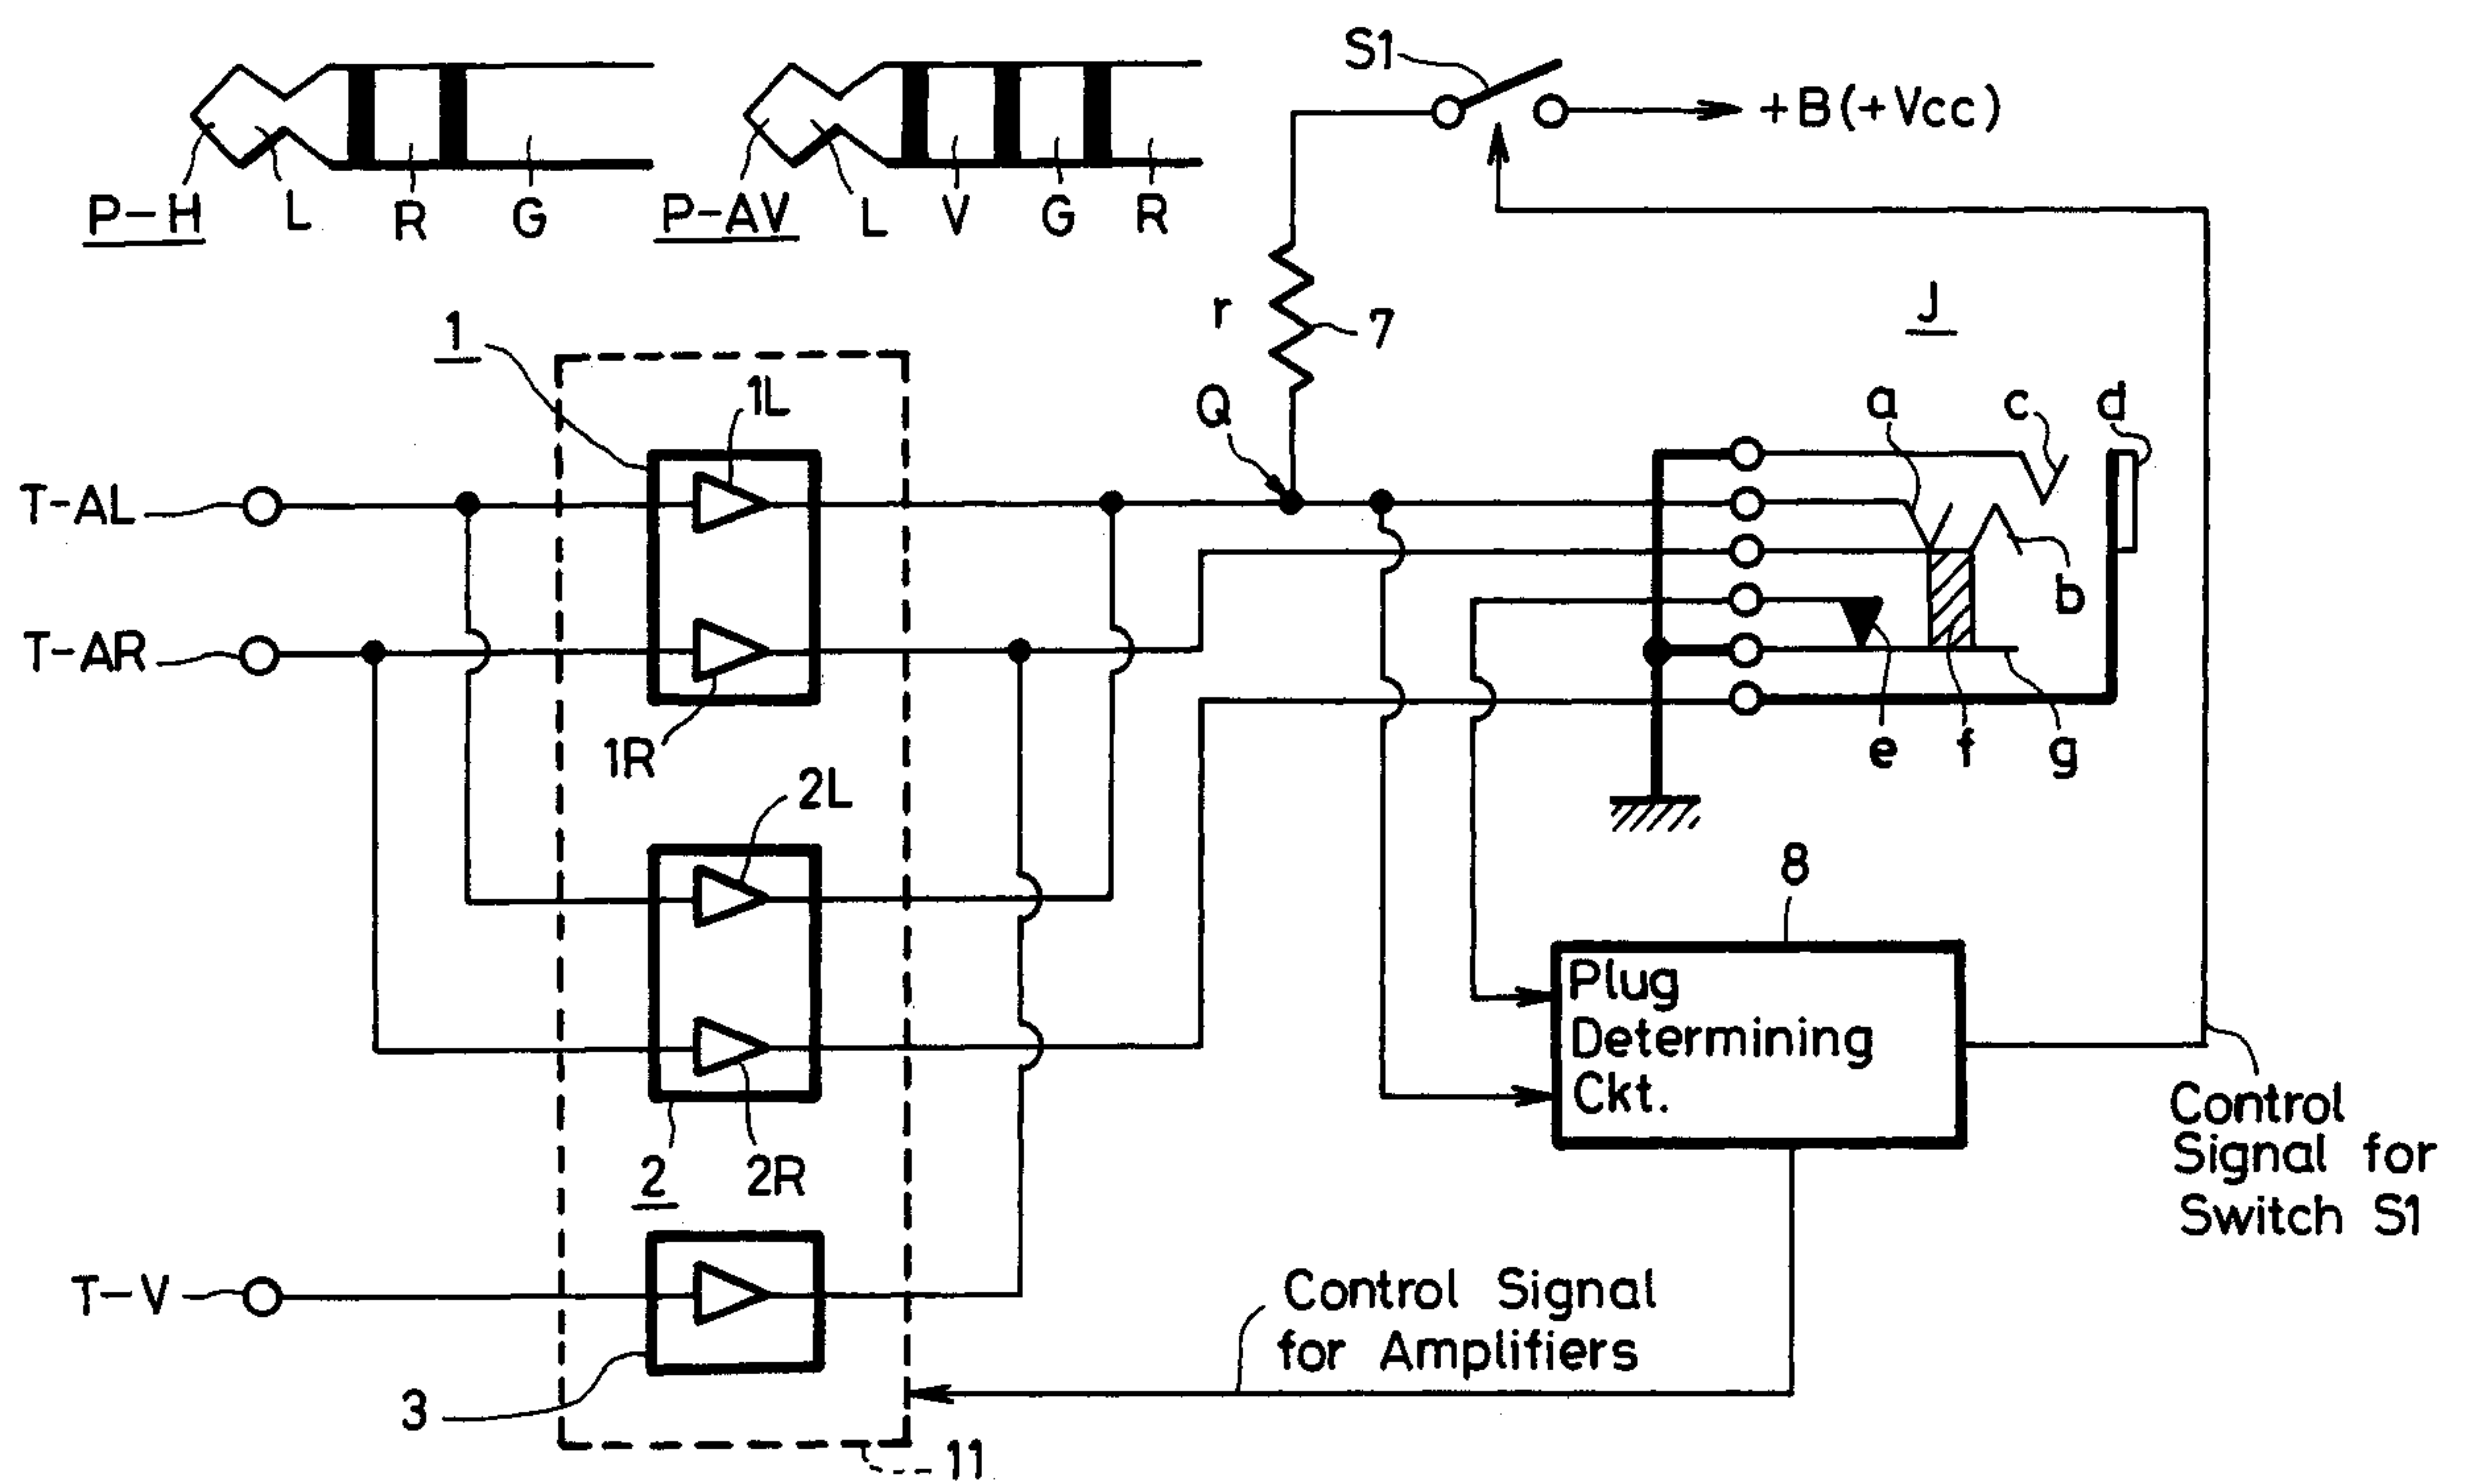 S1
+B(+Vcc)
P-H L R G
P-AV L V G R
r
7
J
1
1L
Q
a
c
d
T-AL
b
T-AR
1R
e
f
g
2L
8
Plug
Determining
Ckt.
2
2R
Control
Signal for
Switch S1
T-V
Control Signal
for Amplifiers
3
11